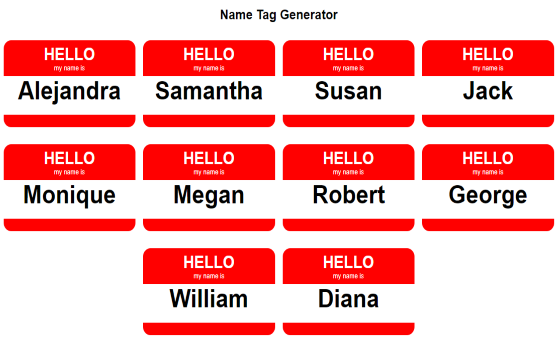 Name Tag Generator
HELLO HELLO HELLO HELLO
my name is my name is my name is my name is
Alejandra Samantha Susan Jack
HELLO HELLO HELLO HELLO
my name is my name is my name is my name is
Monique Megan Robert George
HELLO HELLO
my name is my name is
William Diana